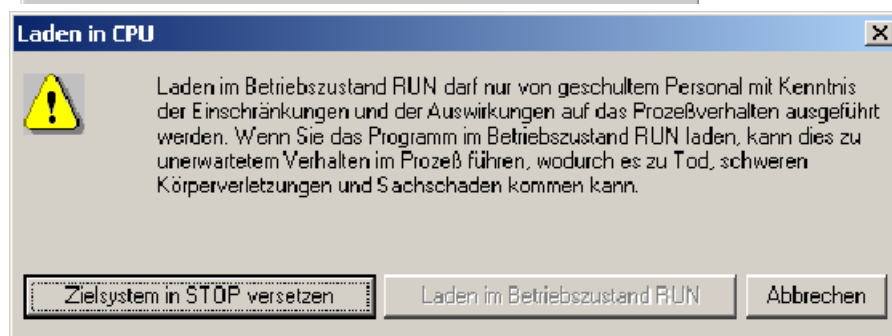 Laden in CPU
Laden im Betriebszustand RUN darf nur von geschultem Personal mit Kenntnis
der Einschränkungen und der Auswirkungen auf das Prozeßverhalten ausgeführt
werden. Wenn Sie das Programm im Betriebszustand RUN laden, kann dies zu
unerwartetem Verhalten im Prozeß führen, wodurch es zu Tod, schweren
Körperverletzungen und Sachschaden kommen kann.
Zielsystem in STOP versetzen Laden im Betriebszustand RUN Abbrechen